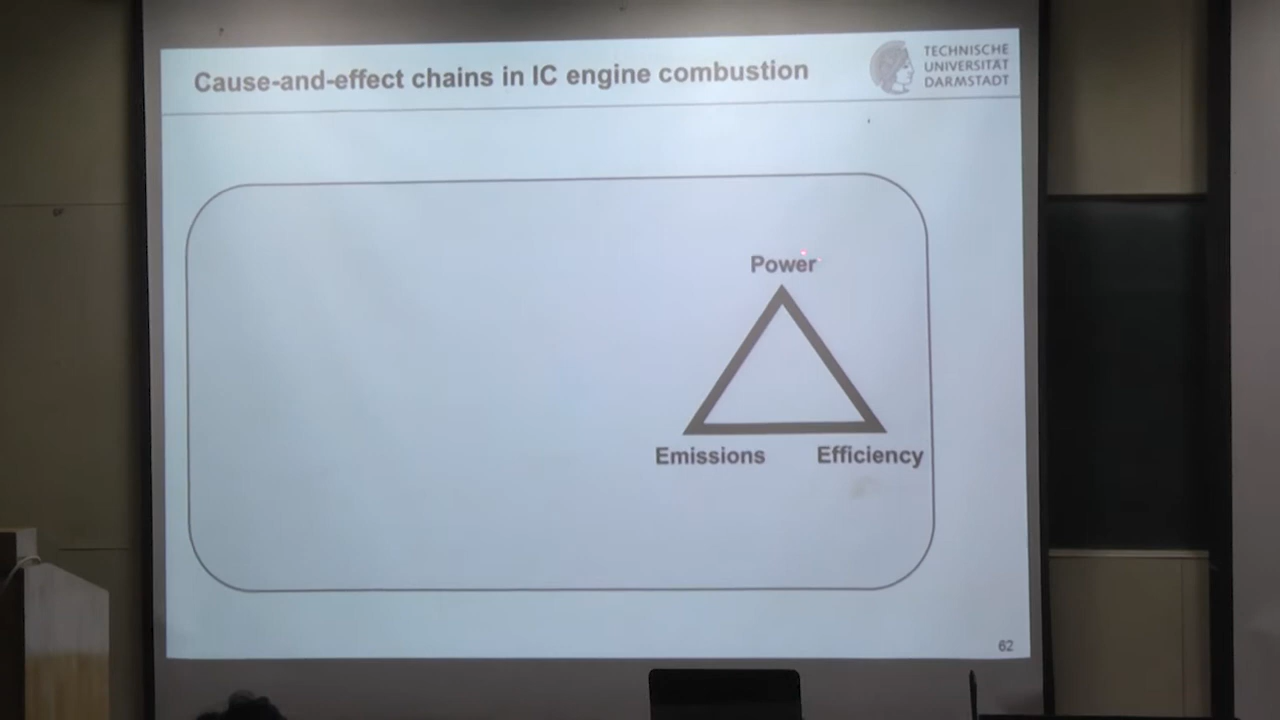 Cause-and-effect chains in IC engine combustion
TECHNISCHE
UNIVERSITÄT
DARMSTADT
Power
Emissions
Efficiency
62